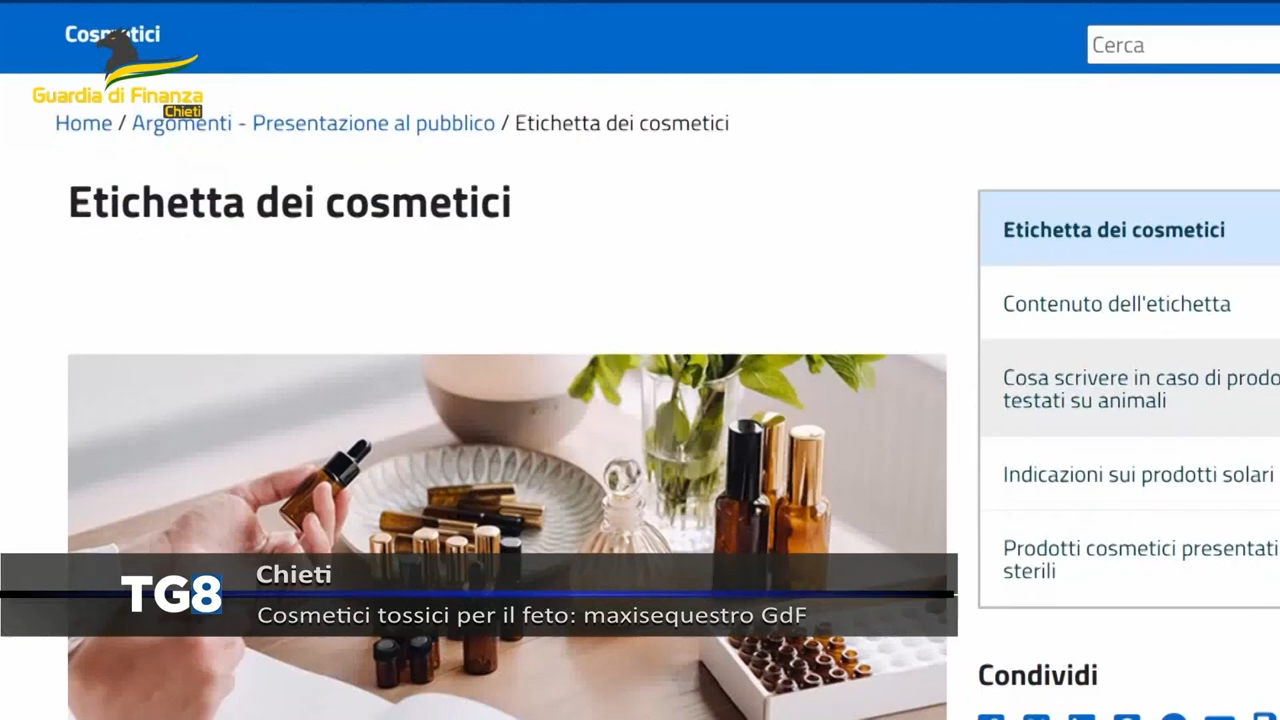 Cosmetici
Cerca
Guardia di Finanza
Chieti
Home / Argomenti - Presentazione al pubblico / Etichetta dei cosmetici
Etichetta dei cosmetici
Etichetta dei cosmetici
Contenuto dell'etichetta
Cosa scrivere in caso di prodo
testati su animali
Indicazioni sui prodotti solari
Prodotti cosmetici presentati
sterili
Condividi
TG8
Chieti
Cosmetici tossici per il feto: maxisequestro GdF